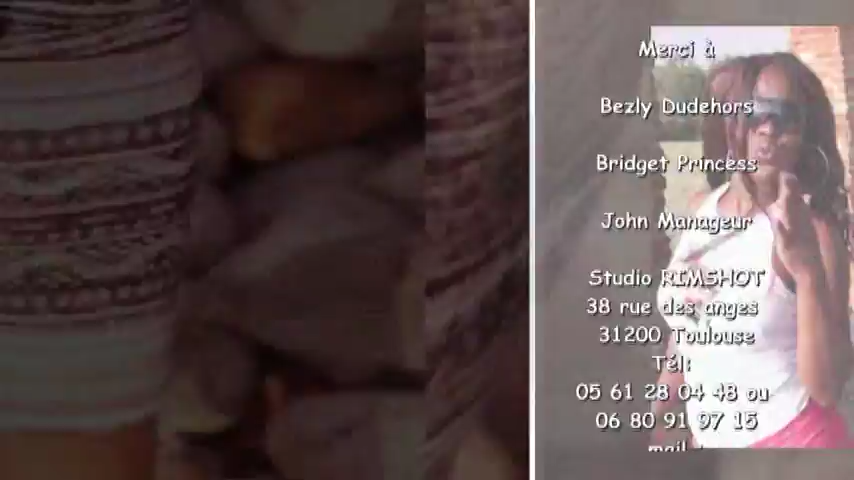 Merci à
Bezly Dudehors
Bridget Princess
John Manageur
Studio RIMSHOT
38 rue des anges
31200 Toulouse
Tél:
05 61 28 04 48 ou
06 80 91 97 15
mail :